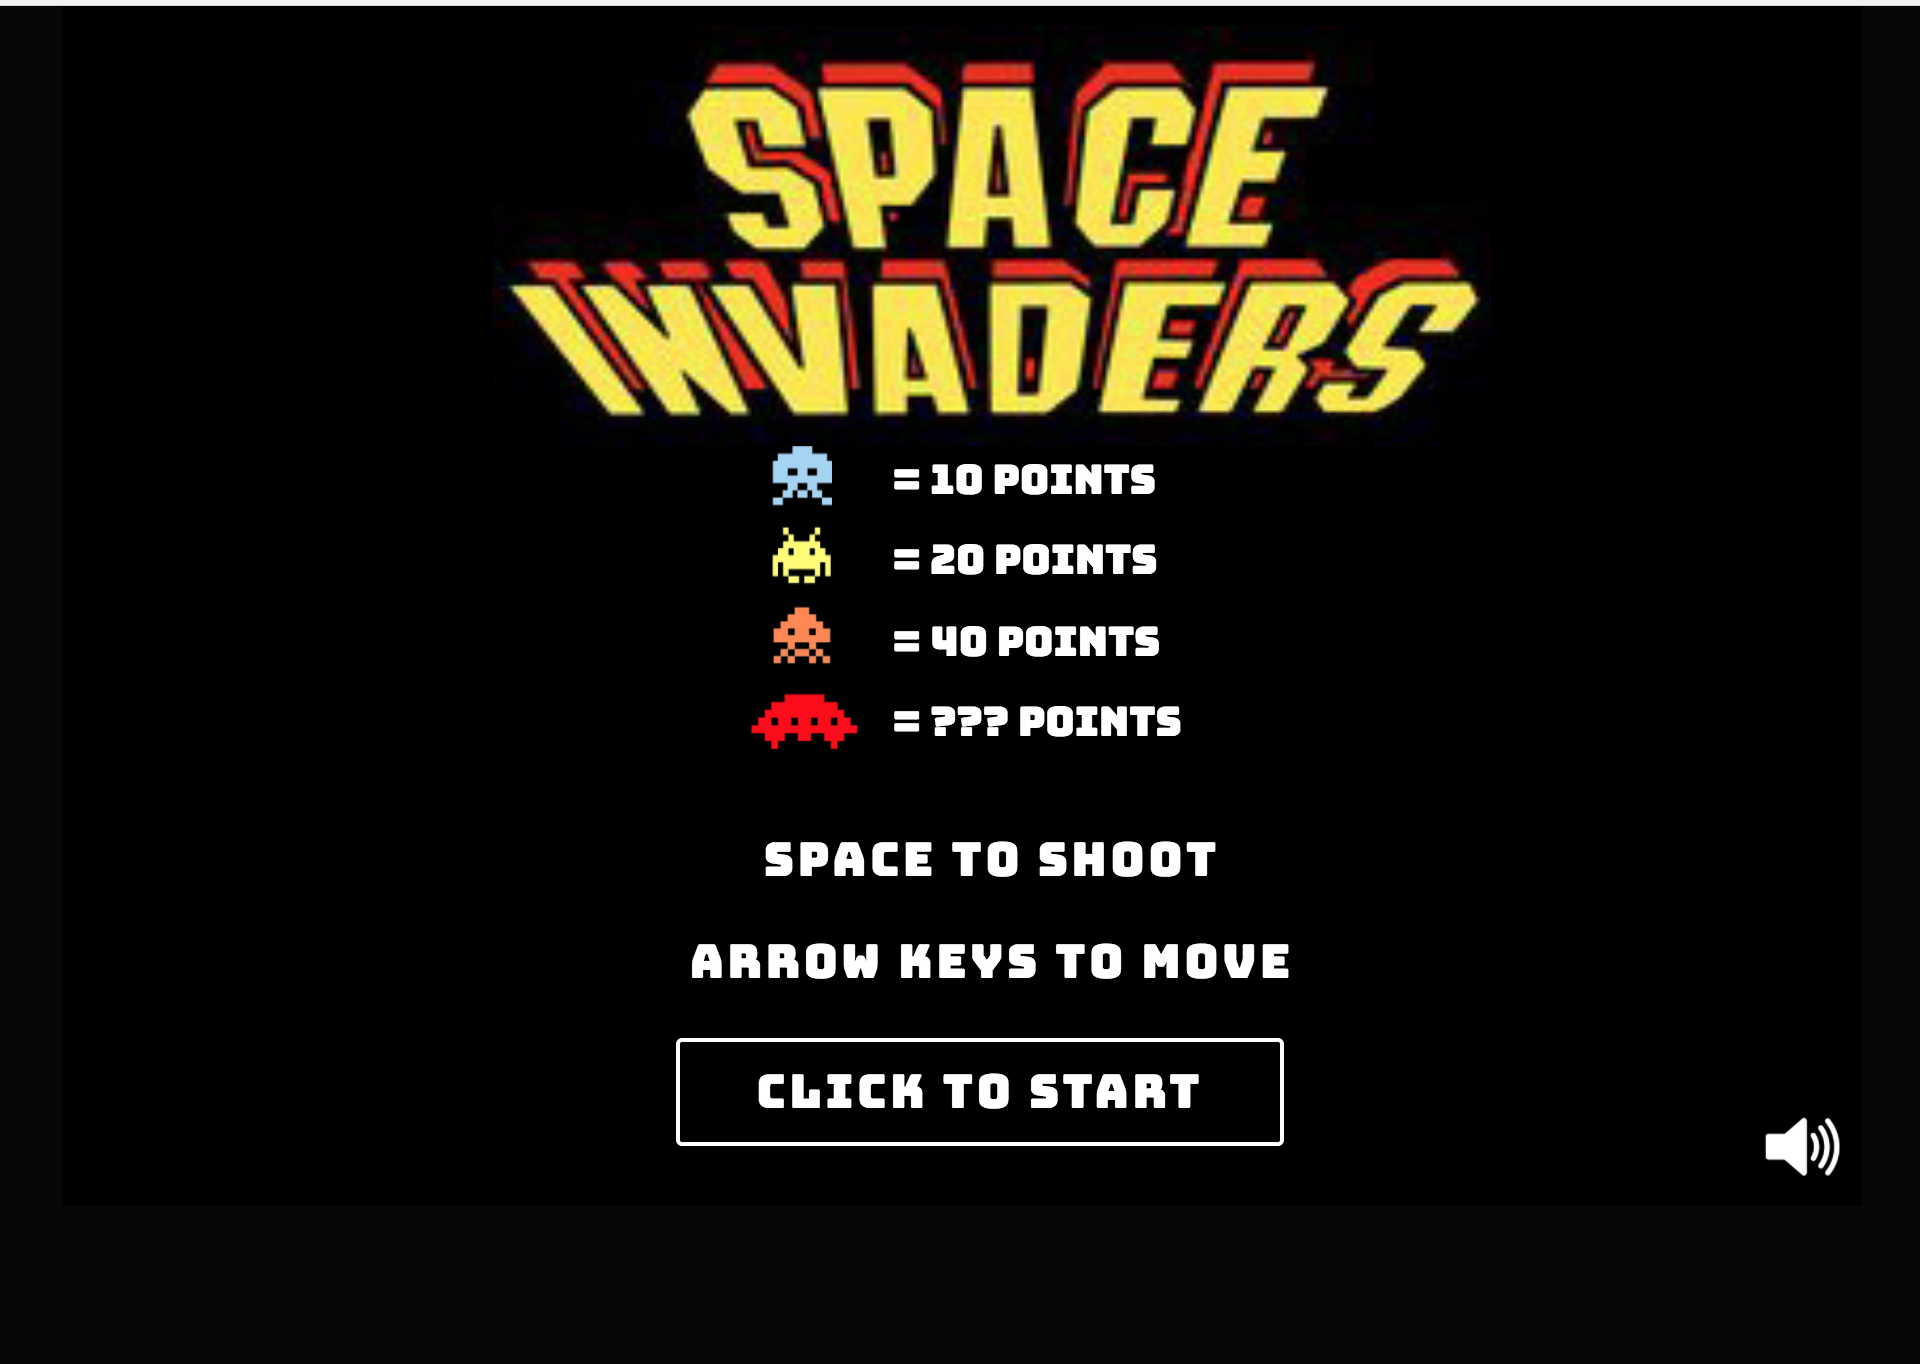 SPACE
INVADERS
= 10 POINTS
= 20 POINTS
= 40 POINTS
= ??? POINTS
SPACE TO SHOOT
ARROW KEYS TO MOVE
CLICK TO START